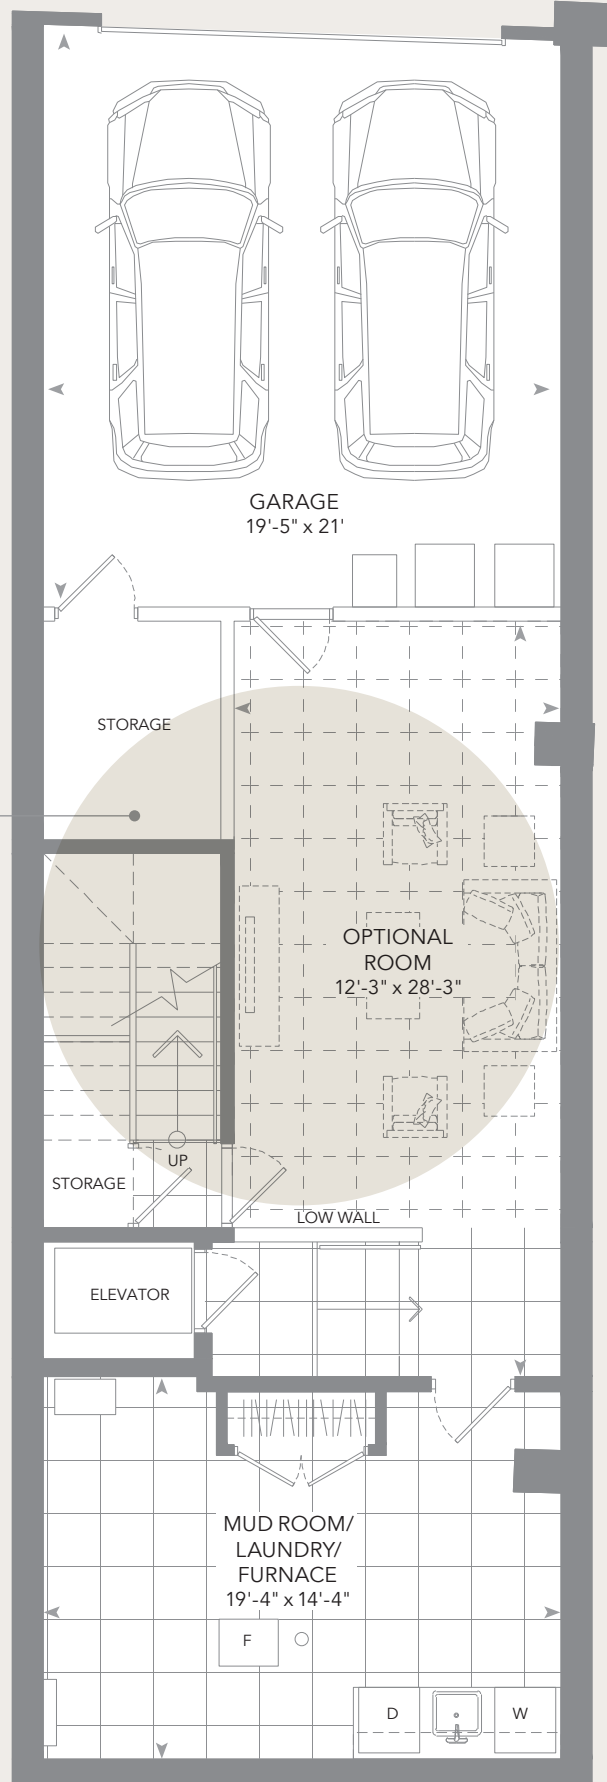 GARAGE
19'-5" x 21'
STORAGE
OPTIONAL
ROOM
12'-3" x 28'-3"
UP
STORAGE
LOW WALL
ELEVATOR
MUD ROOM/
LAUNDRY/
FURNACE
19'-4" x 14'-4"
F
D
W